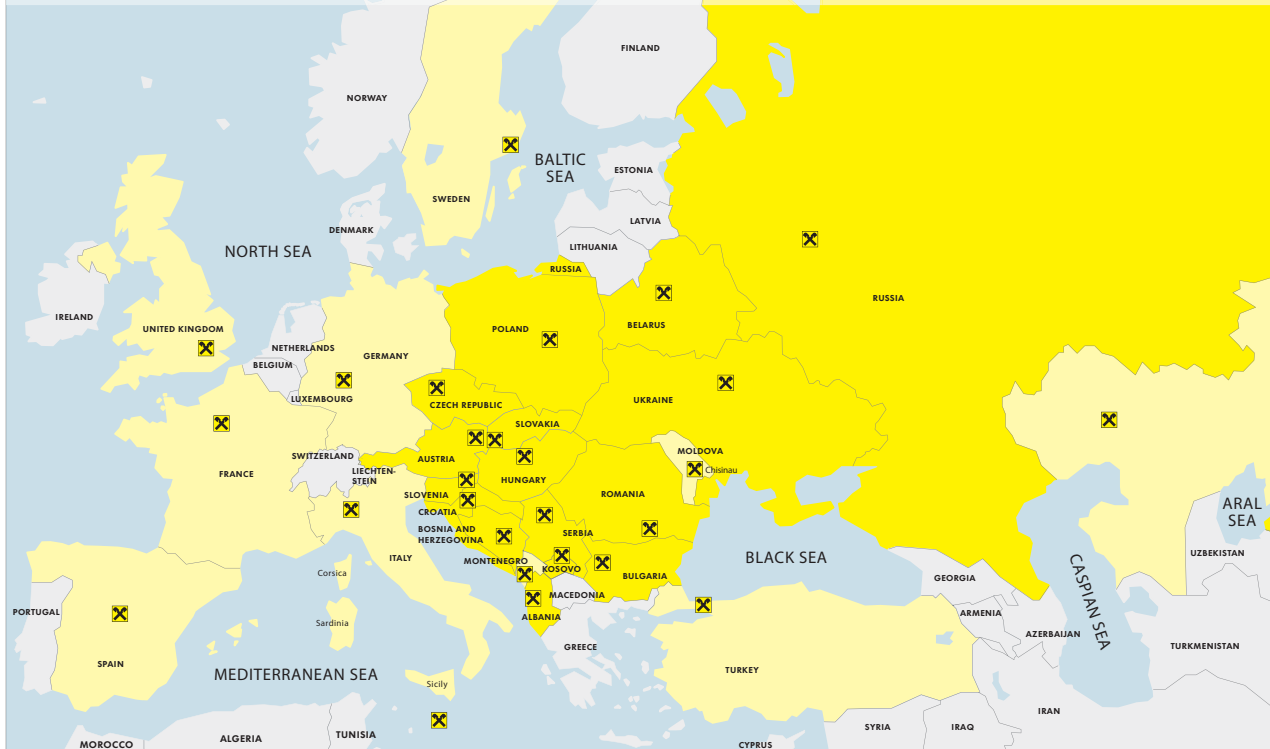 FINLAND
NORWAY
BALTIC
SEA
ESTONIA
SWEDEN
LATVIA
DENMARK
LITHUANIA
NORTH SEA
RUSSIA
RUSSIA
IRELAND
UNITED KINGDOM
POLAND
BELARUS
NETHERLANDS
GERMANY
BELGIUM
LUXEMBOURG
CZECH REPUBLIC
UKRAINE
SLOVAKIA
SWITZERLAND
AUSTRIA
MOLDOVA
Chisinau
FRANCE
LIECHTEN-
STEIN
HUNGARY
SLOVENIA
ROMANIA
CROATIA
ARAL
SEA
BOSNIA AND
HERZEGOVINA
SERBIA
ITALY
MONTENEGRO
KOSOVO
BLACK SEA
UZBEKISTAN
Corsica
BULGARIA
GEORGIA
CASPIAN SEA
MACEDONIA
PORTUGAL
ALBANIA
ARMENIA
Sardinia
AZERBAIJAN
GREECE
TURKMENISTAN
SPAIN
MEDITERRANEAN SEA
TURKEY
Sicily
IRAN
SYRIA
IRAQ
TUNISIA
ALGERIA
MOROCCO
CYPRUS